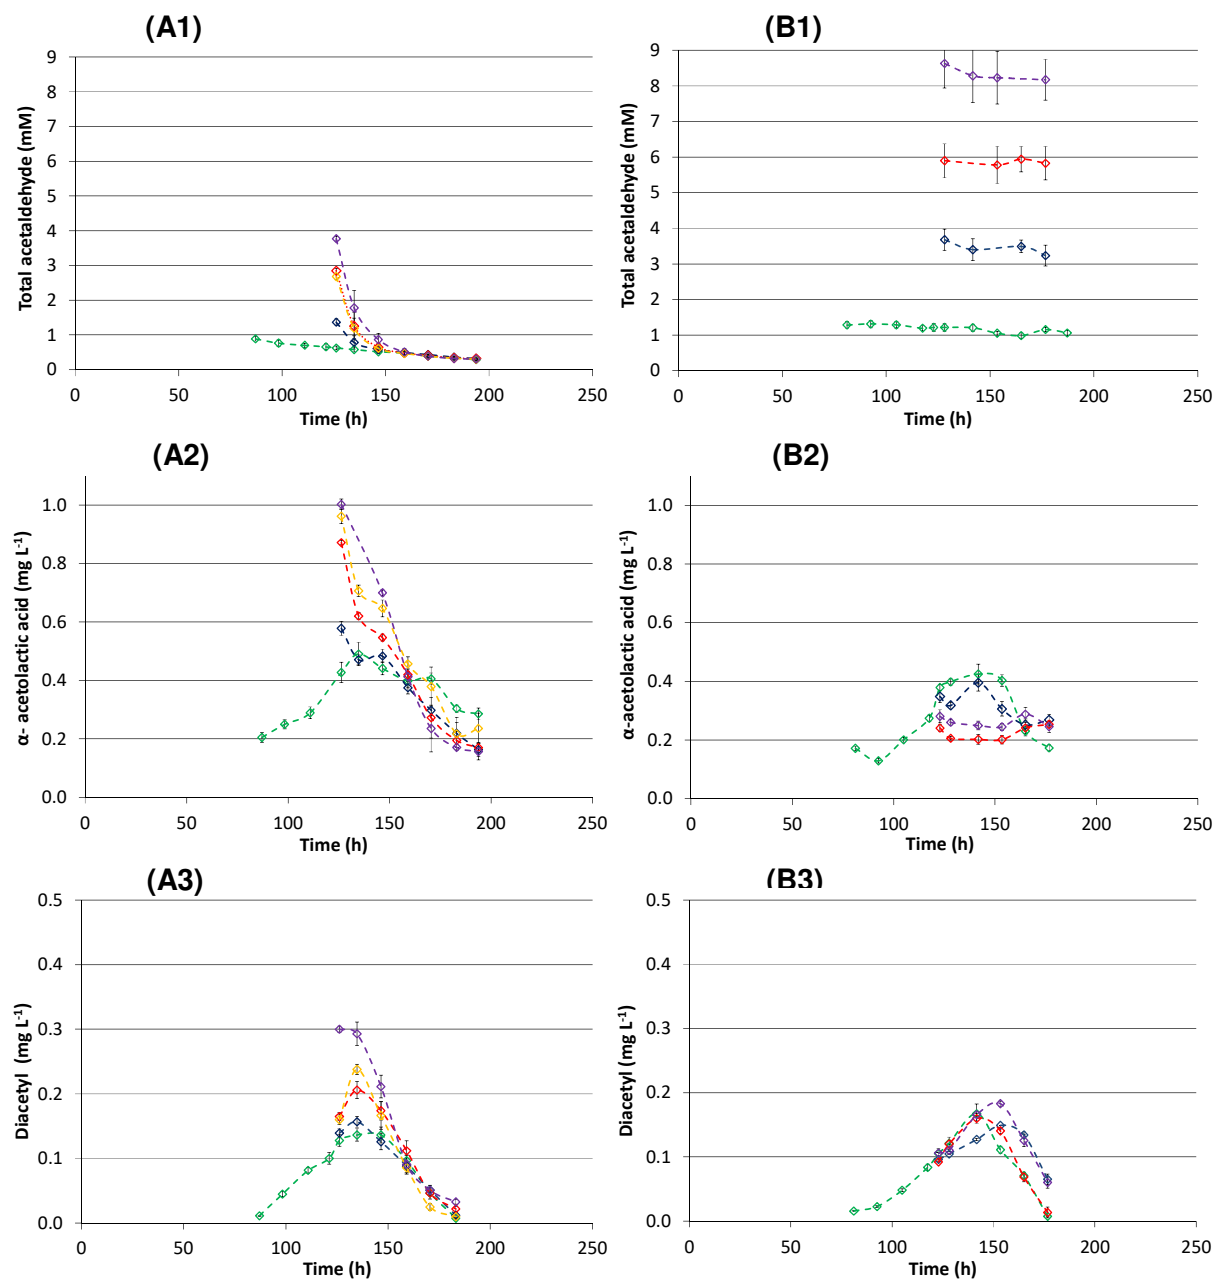 (A1)
9
8
7
6
5
4
3
2
1
0
Total acetaldehyde (mM)
0 50 100 150 200 250
Time (h)
(B1)
9
8
7
6
5
4
3
2
1
0
Total acetaldehyde (mM)
0 50 100 150 200 250
Time (h)
(A2)
1.0
0.8
0.6
0.4
0.2
0.0
α- acetolactic acid (mg L-1)
0 50 100 150 200 250
Time (h)
(B2)
1.0
0.8
0.6
0.4
0.2
0.0
α-acetolactic acid (mg L-1)
0 50 100 150 200 250
Time (h)
(A3)
0.5
0.4
0.3
0.2
0.1
0.0
Diacetyl (mg L-1)
0 50 100 150 200 250
Time (h)
(B3)
0.5
0.4
0.3
0.2
0.1
0.0
Diacetyl (mg L-1)
0 50 100 150 200 250
Time (h)